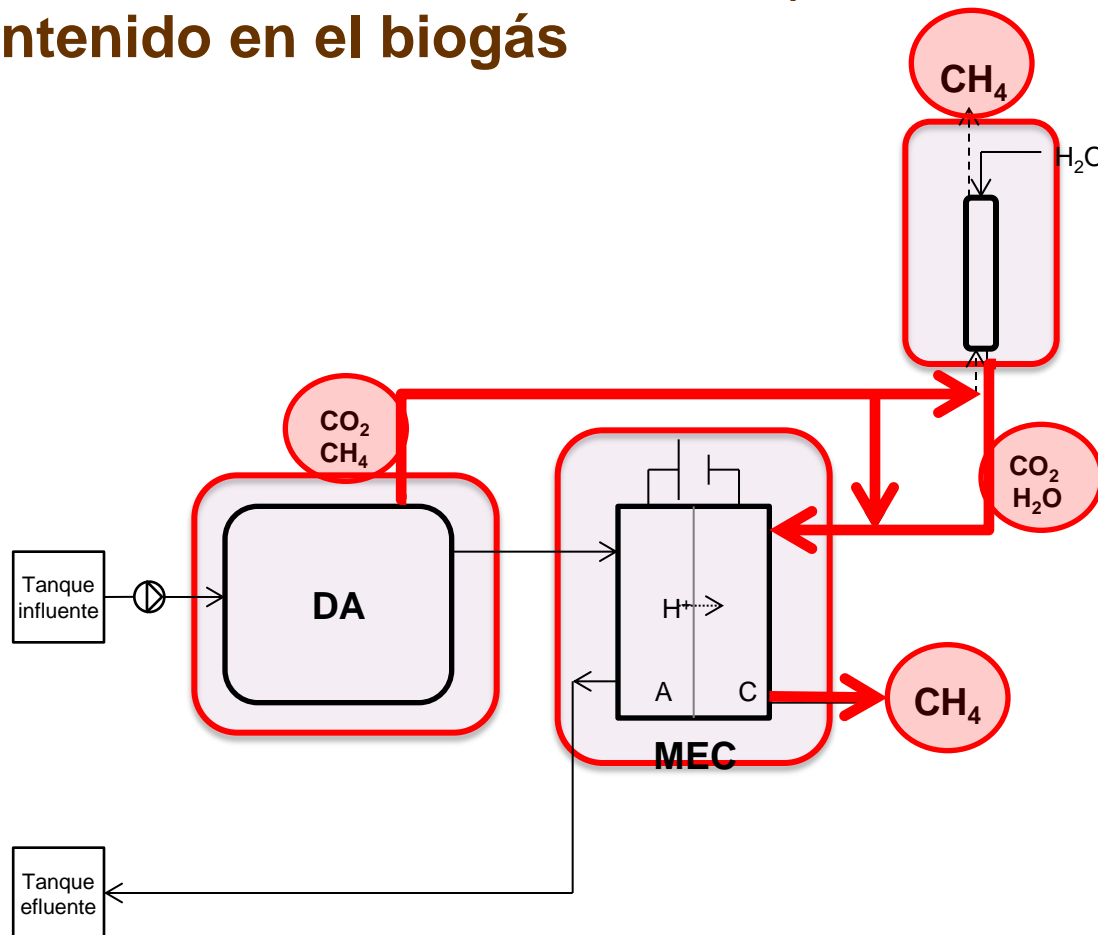 ntenido en el biogás
CH₄
H₂O
CO₂
CH₄
CO₂
H₂O
Tanque
influente
DA
H⁺
A
C
CH₄
MEC
Tanque
efluente